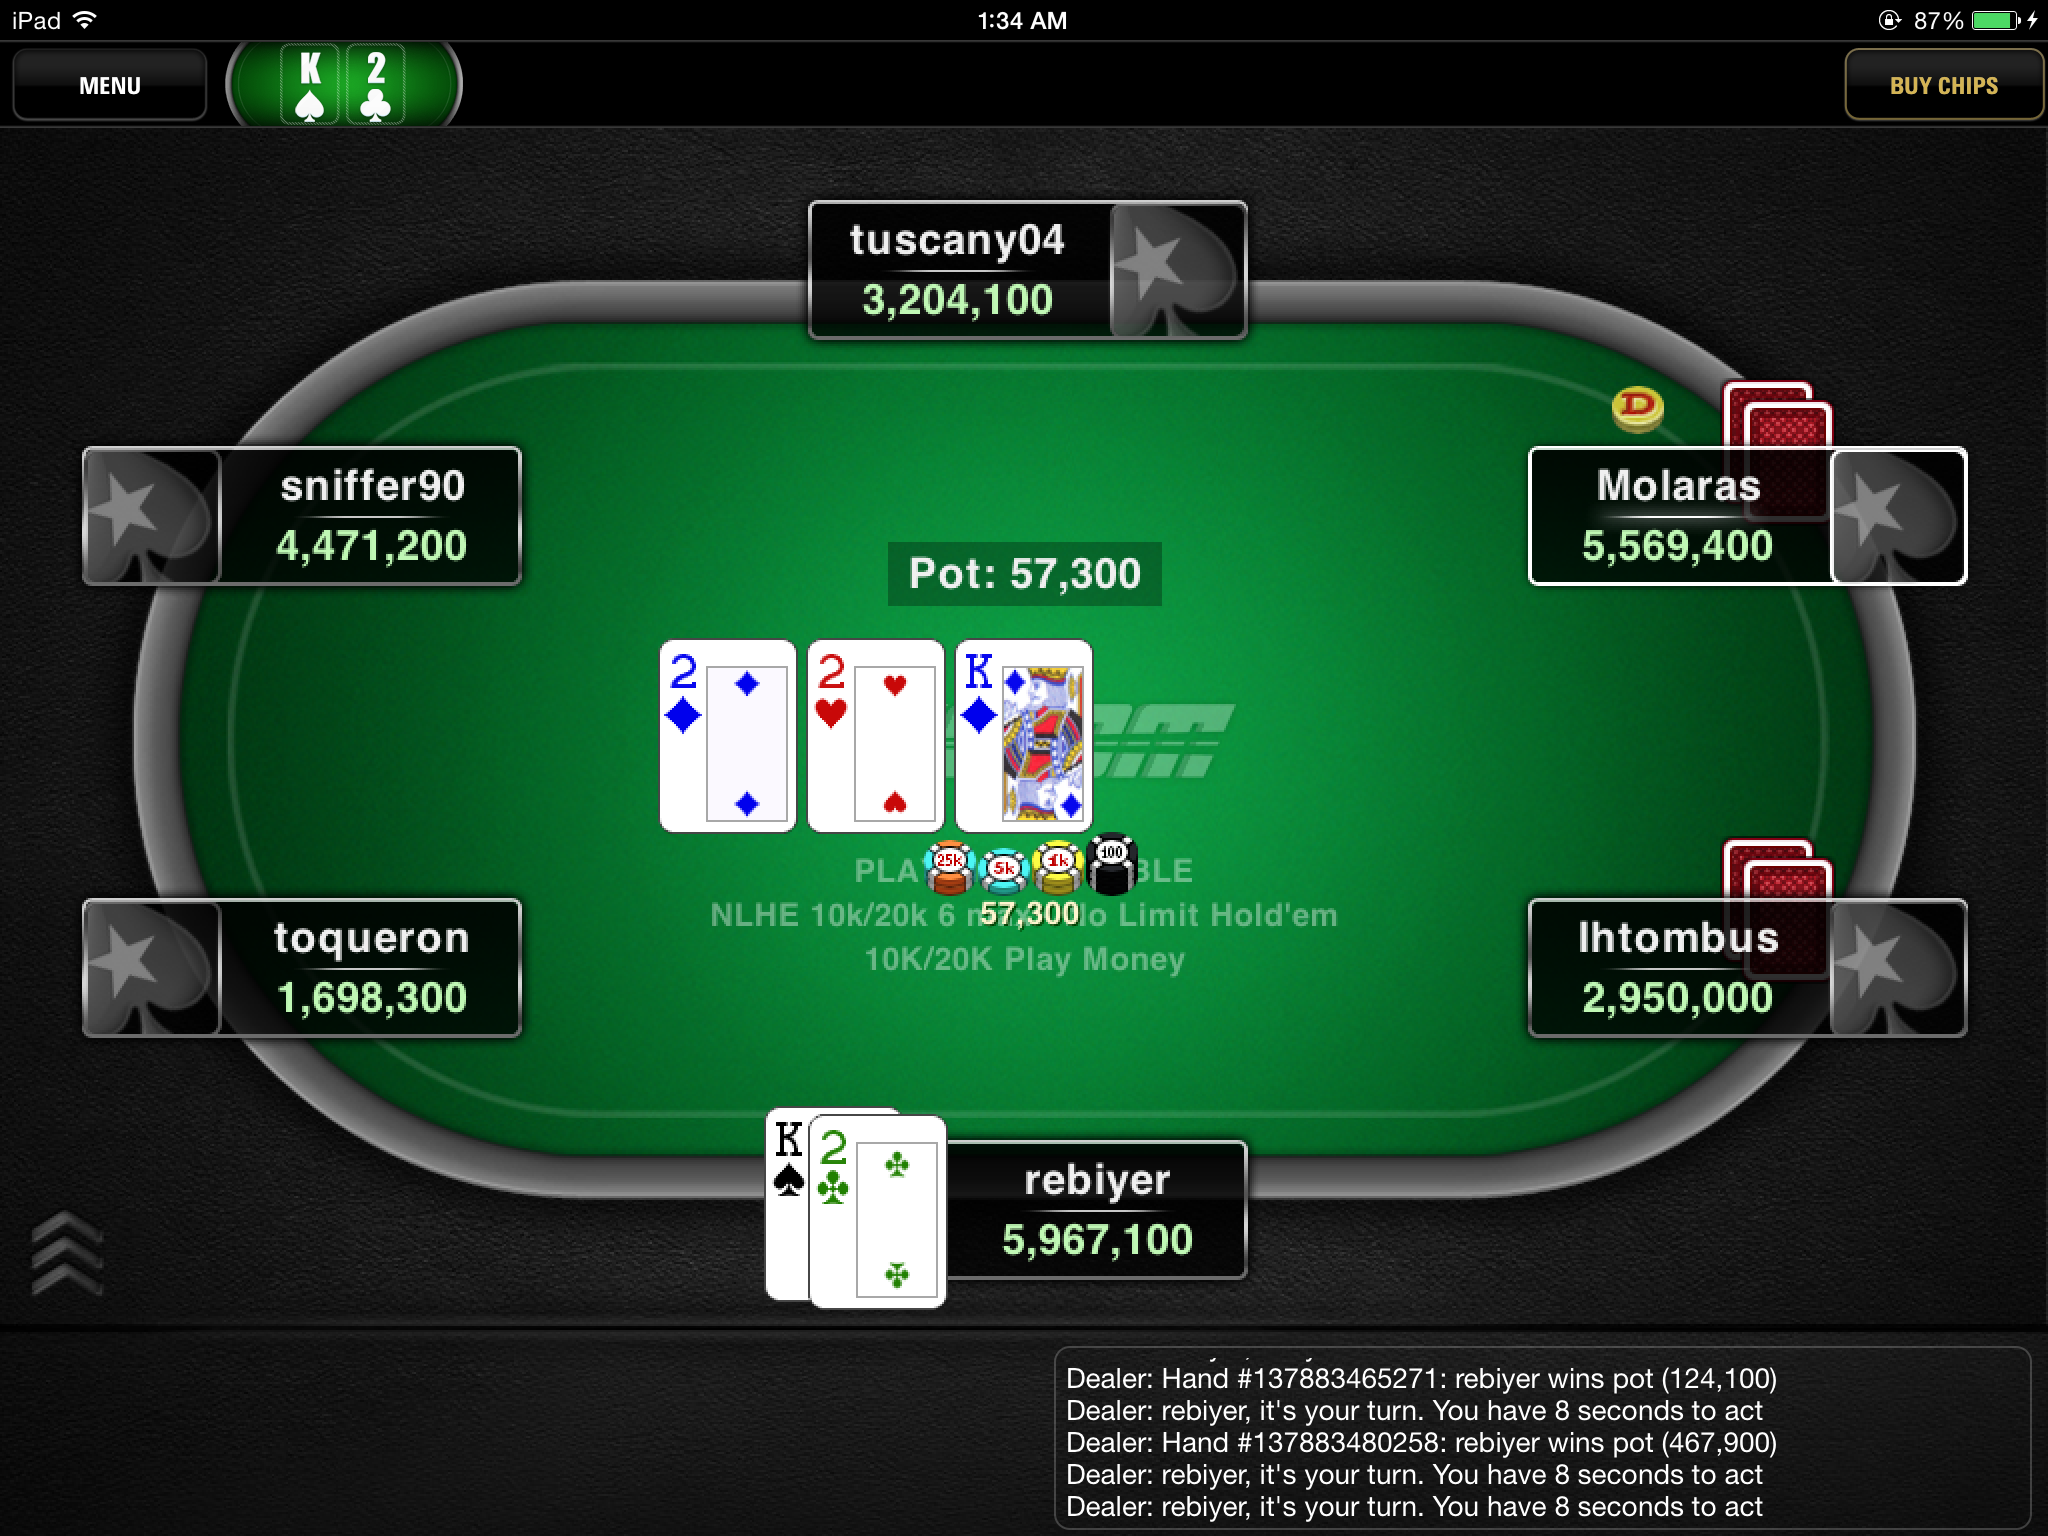 iPad 1:34 AM 87%
MENU K 2 BUY CHIPS
tuscany04
3,204,100
D
sniffer90
4,471,200
Molaras
5,569,400
Pot: 57,300
2 2 K
25k 5k 1k 100
57,300
NLHE 10k/20k 6 No Limit Hold'em
10K/20K Play Money
toqueron
1,698,300
lhtombus
2,950,000
K 2
rebiyer
5,967,100
Dealer: Hand #137883465271: rebiyer wins pot (124,100)
Dealer: rebiyer, it's your turn. You have 8 seconds to act
Dealer: Hand #137883480258: rebiyer wins pot (467,900)
Dealer: rebiyer, it's your turn. You have 8 seconds to act
Dealer: rebiyer, it's your turn. You have 8 seconds to act